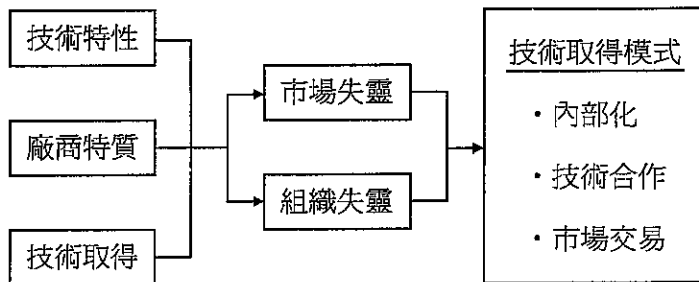 技術特性
廠商特質
技術取得
市場失靈
組織失靈
技術取得模式
・內部化
・技術合作
・市場交易